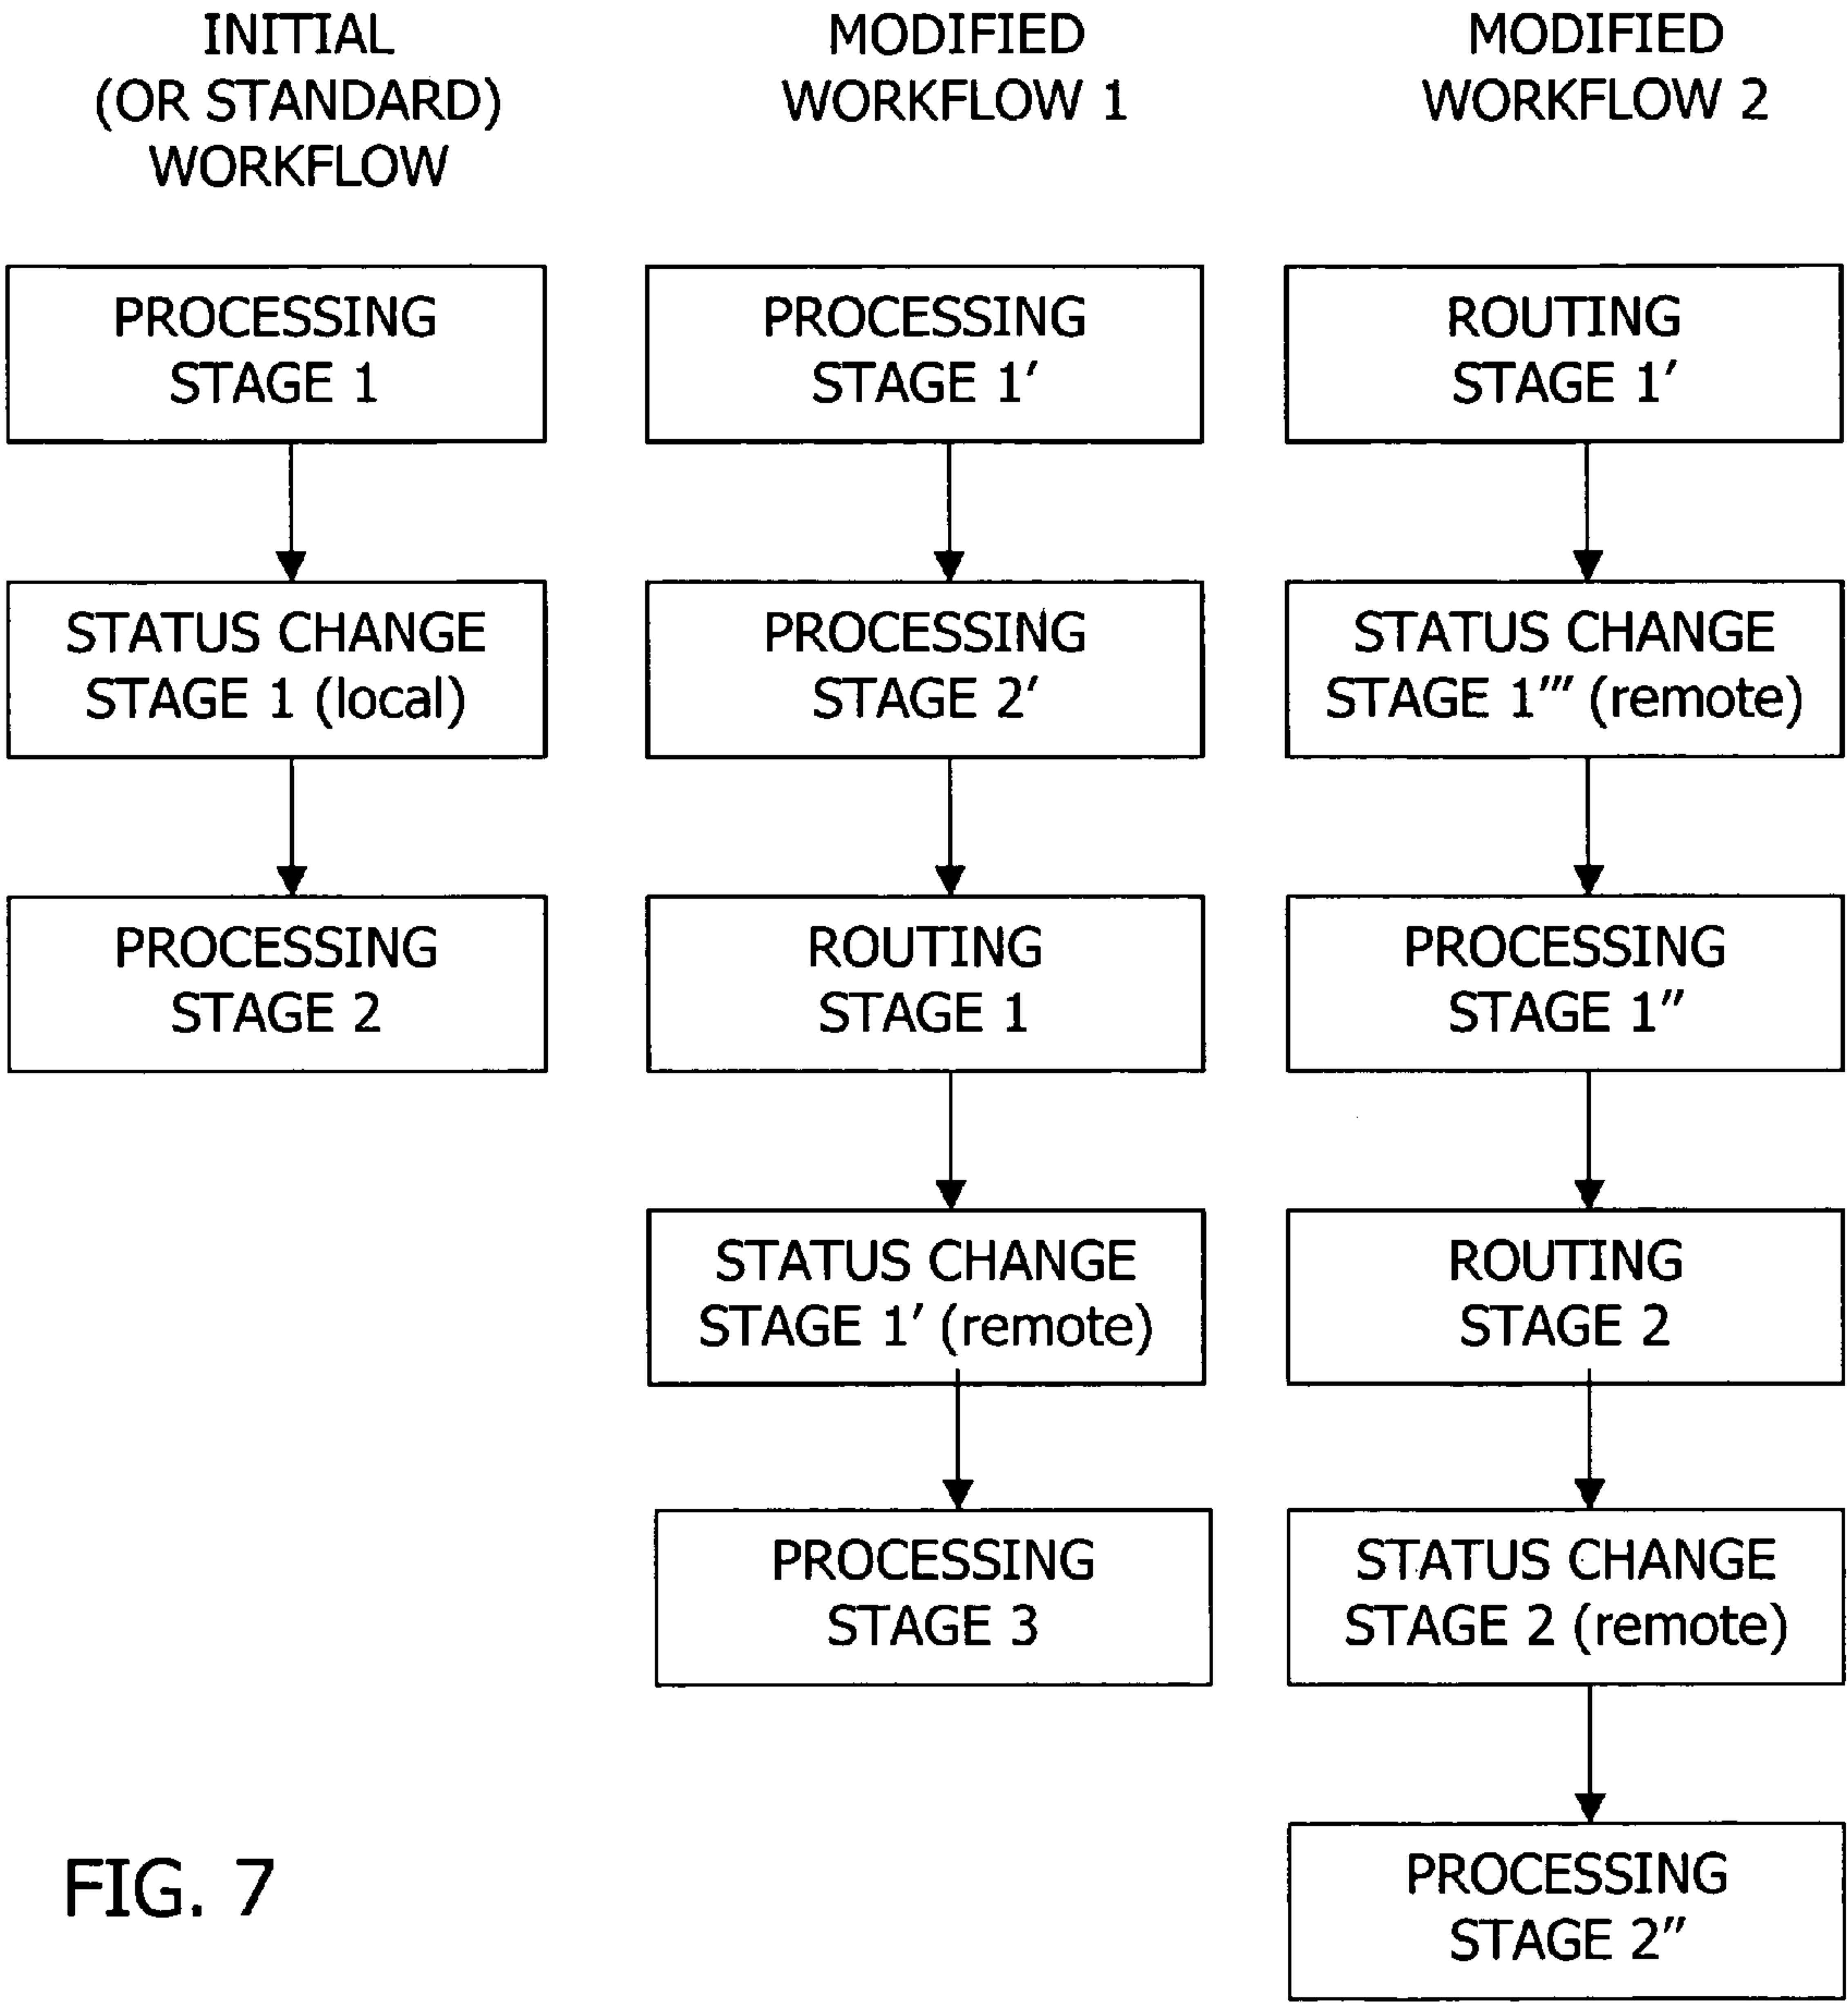 INITIAL
(OR STANDARD)
WORKFLOW
PROCESSING
STAGE 1
STATUS CHANGE
STAGE 1 (local)
PROCESSING
STAGE 2
MODIFIED
WORKFLOW 1
PROCESSING
STAGE 1′
PROCESSING
STAGE 2′
ROUTING
STAGE 1
STATUS CHANGE
STAGE 1′ (remote)
PROCESSING
STAGE 3
MODIFIED
WORKFLOW 2
ROUTING
STAGE 1′
STATUS CHANGE
STAGE 1‴ (remote)
PROCESSING
STAGE 1″
ROUTING
STAGE 2
STATUS CHANGE
STAGE 2 (remote)
PROCESSING
STAGE 2″
FIG. 7